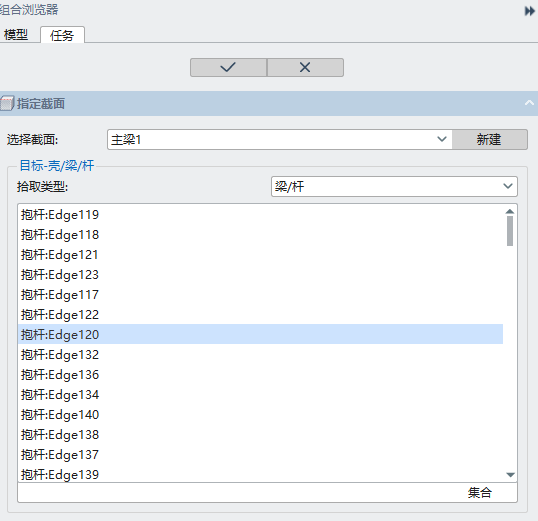 组合浏览器
模型 任务
指定截面
选择截面: 主梁1 新建
目标-壳/梁/杆
拾取类型: 梁/杆
抱杆:Edge119
抱杆:Edge118
抱杆:Edge121
抱杆:Edge123
抱杆:Edge117
抱杆:Edge122
抱杆:Edge120
抱杆:Edge132
抱杆:Edge136
抱杆:Edge134
抱杆:Edge140
抱杆:Edge138
抱杆:Edge137
抱杆:Edge139
集合